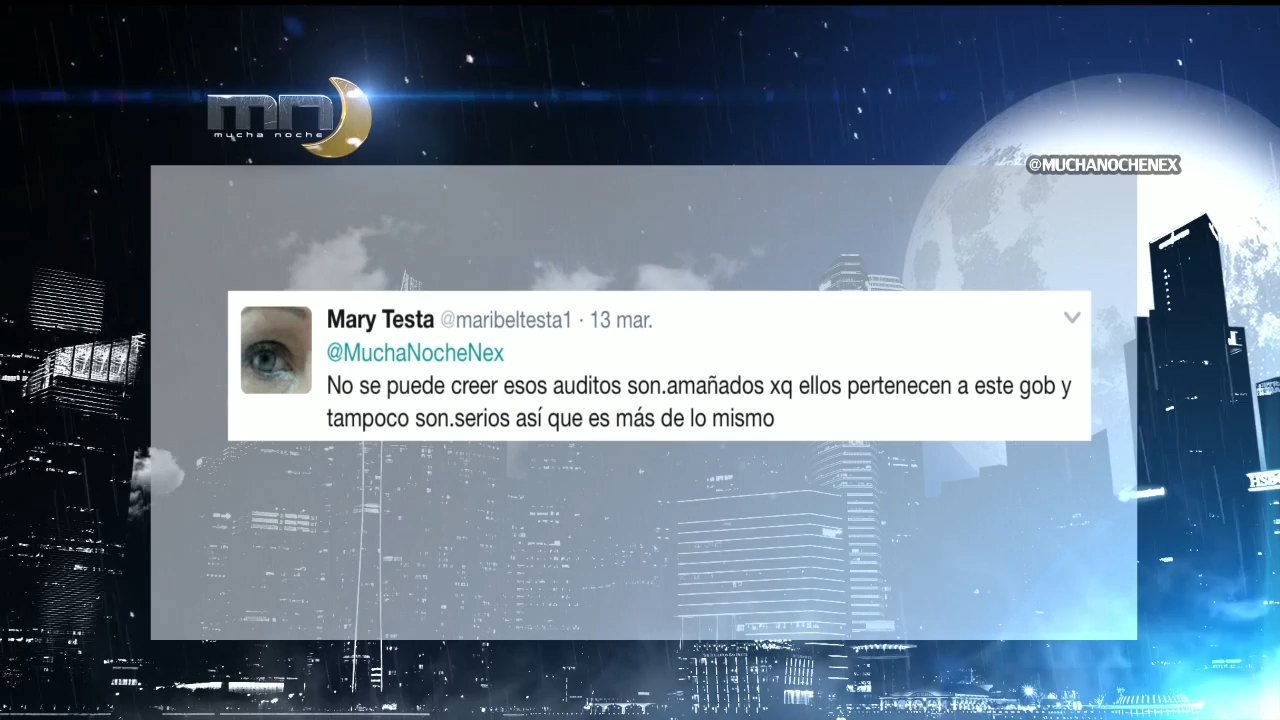 mn
mucha noche
@MUCHANOCHENEX
Mary Testa @maribeltesta1 · 13 mar.
@MuchaNocheNex
No se puede creer esos auditos son.amañados xq ellos pertenecen a este gob y
tampoco son.serios así que es más de lo mismo